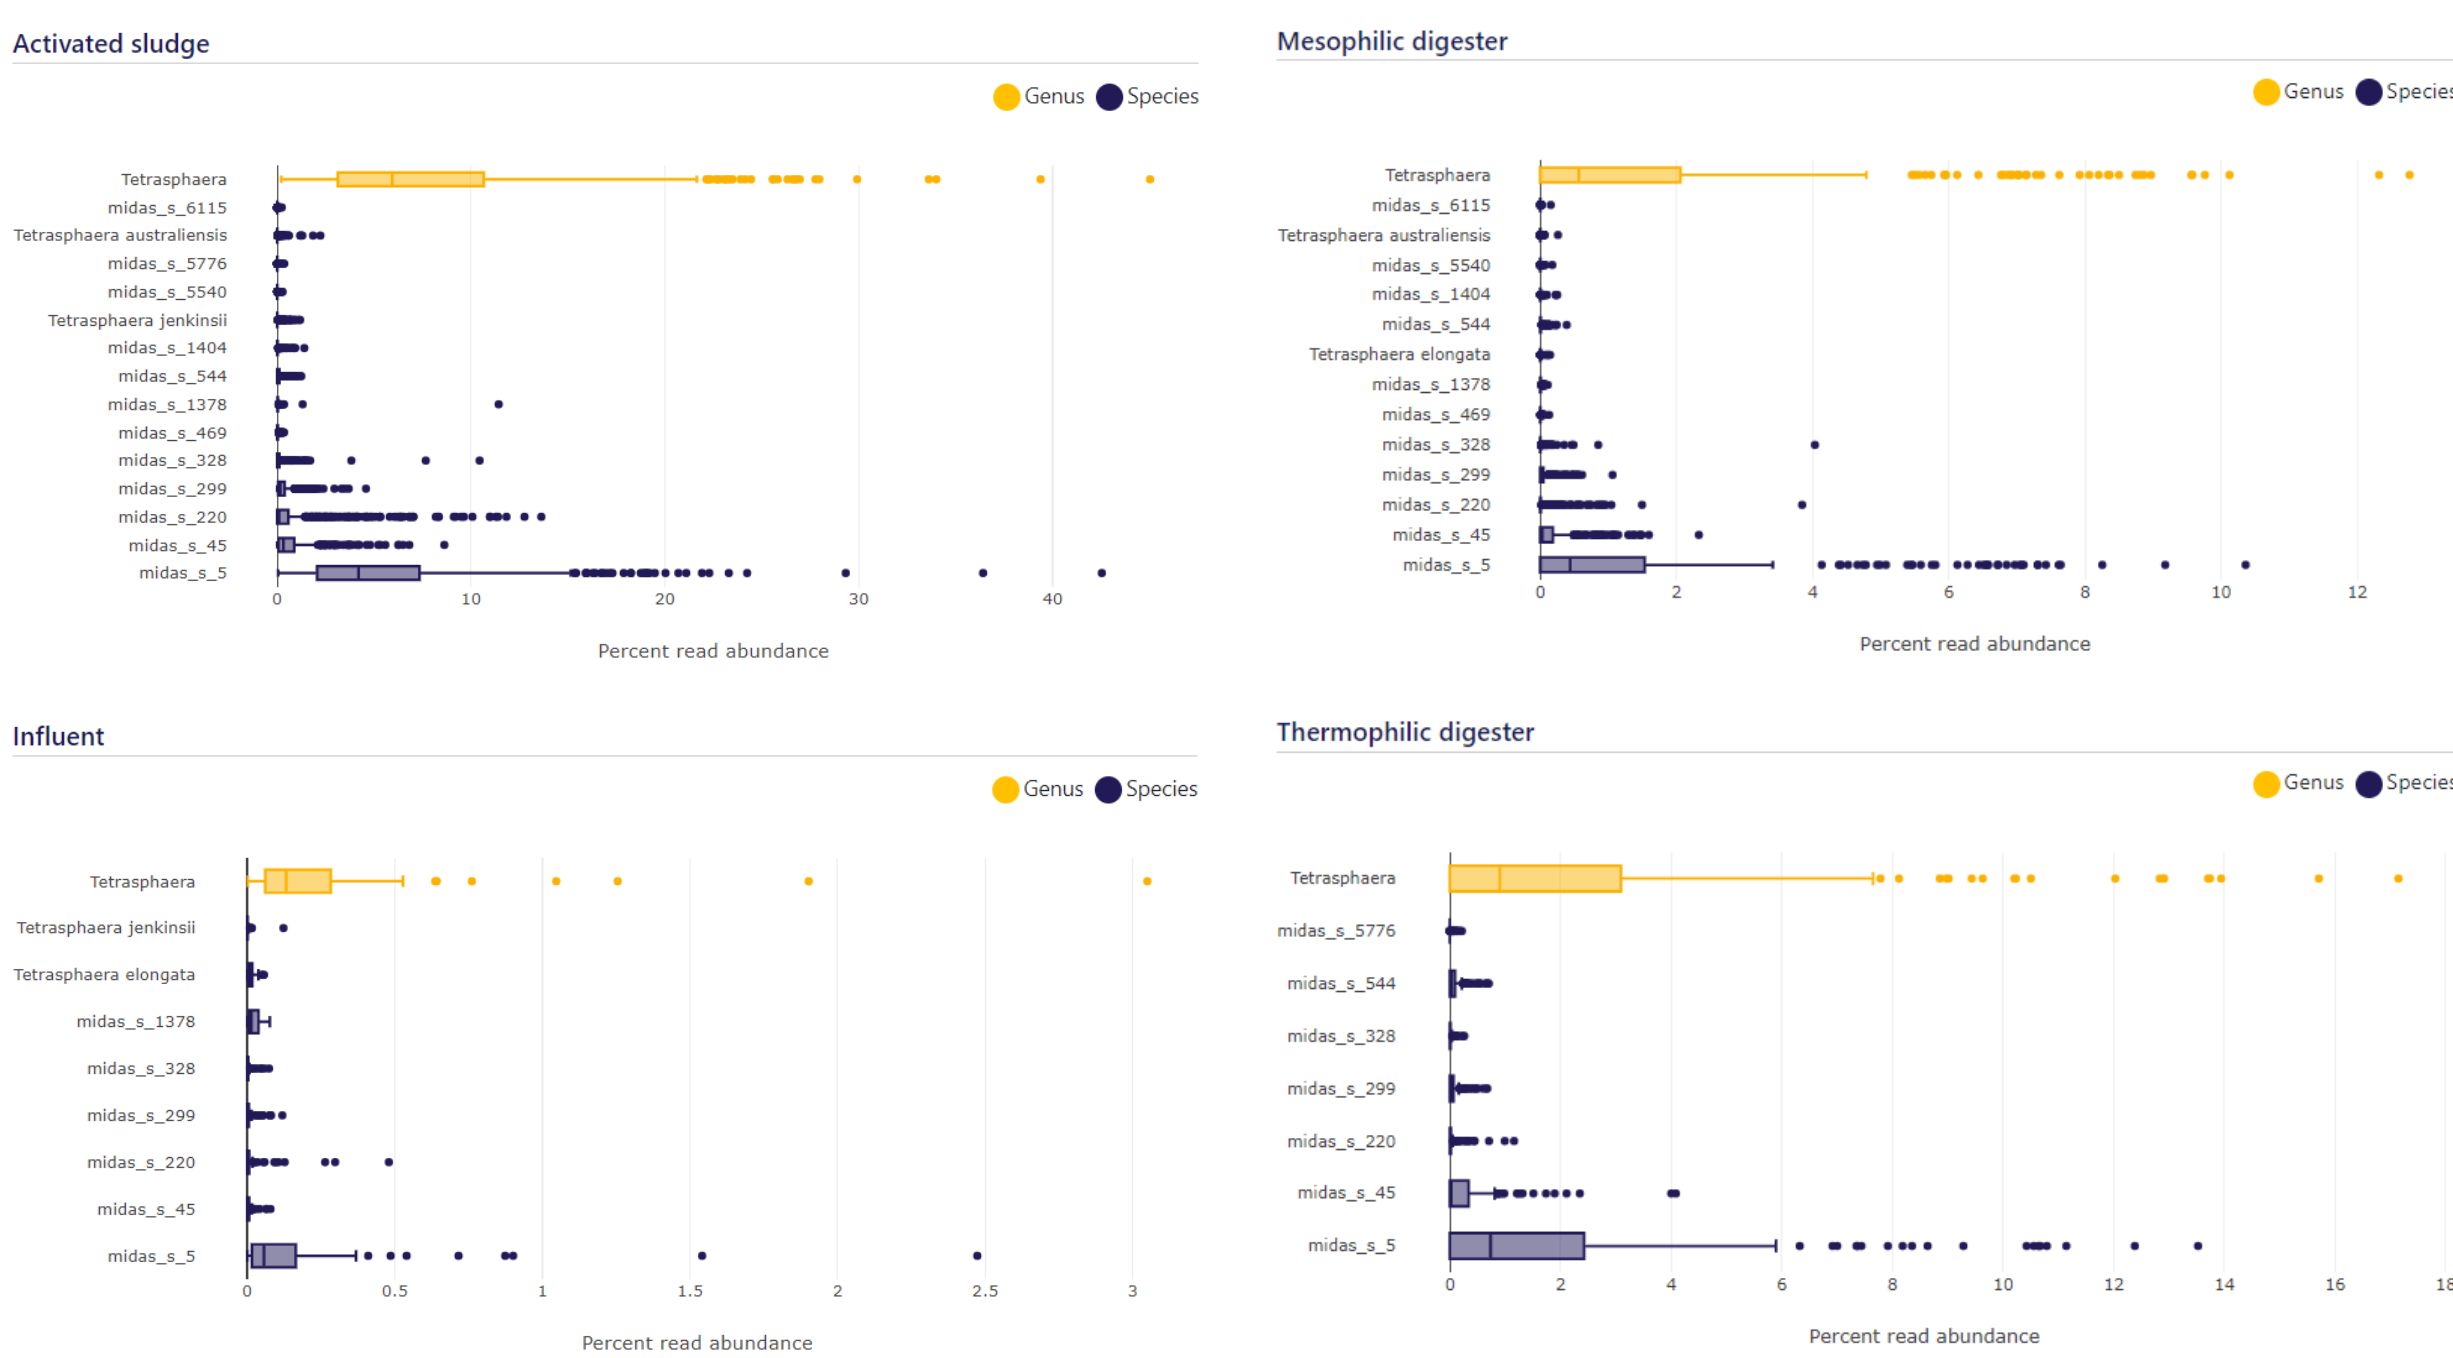 Activated sludge
Genus Species
Tetrasphaera
midas_s_6115
Tetrasphaera australiensis
midas_s_5776
midas_s_5540
Tetrasphaera jenkinsii
midas_s_1404
midas_s_544
midas_s_1378
midas_s_469
midas_s_328
midas_s_299
midas_s_220
midas_s_45
midas_s_5
0 10 20 30 40
Percent read abundance
Mesophilic digester
Genus Species
Tetrasphaera
midas_s_6115
Tetrasphaera australiensis
midas_s_5540
midas_s_1404
midas_s_544
Tetrasphaera elongata
midas_s_1378
midas_s_469
midas_s_328
midas_s_299
midas_s_220
midas_s_45
midas_s_5
0 2 4 6 8 10 12
Percent read abundance
Influent
Genus Species
Tetrasphaera
Tetrasphaera jenkinsii
Tetrasphaera elongata
midas_s_1378
midas_s_328
midas_s_299
midas_s_220
midas_s_45
midas_s_5
0 0.5 1 1.5 2 2.5 3
Percent read abundance
Thermophilic digester
Genus Species
Tetrasphaera
midas_s_5776
midas_s_544
midas_s_328
midas_s_299
midas_s_220
midas_s_45
midas_s_5
0 2 4 6 8 10 12 14 16 18
Percent read abundance